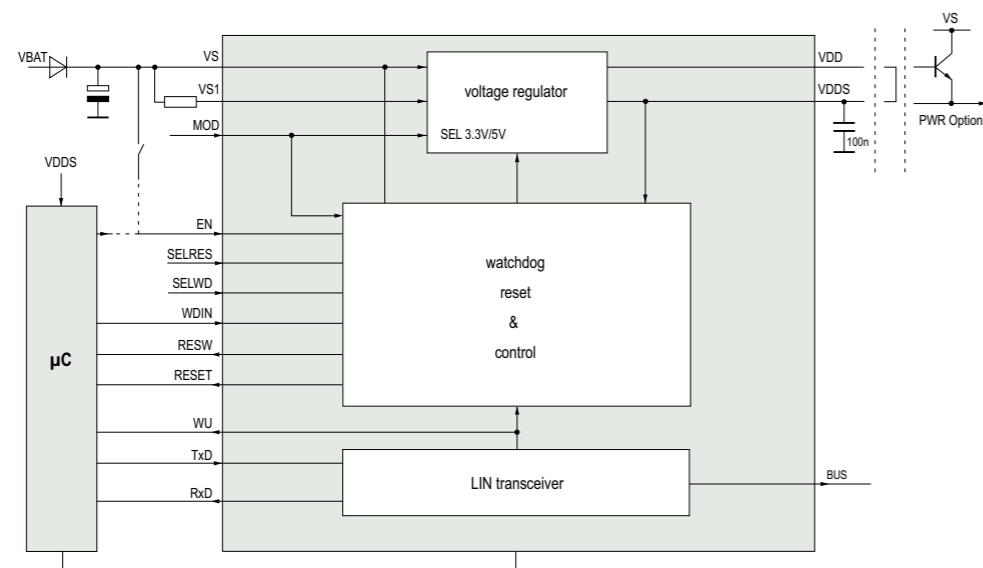 VS
VBAT
VS
VDD
voltage regulator
VS1
VDDS
PWR Option
MOD
SEL 3.3V/5V
100n
VDDS
EN
SELRES
watchdog
SELWD
reset
WDIN
&
RESW
control
µC
RESET
WU
TxD
BUS
LIN transceiver
RxD